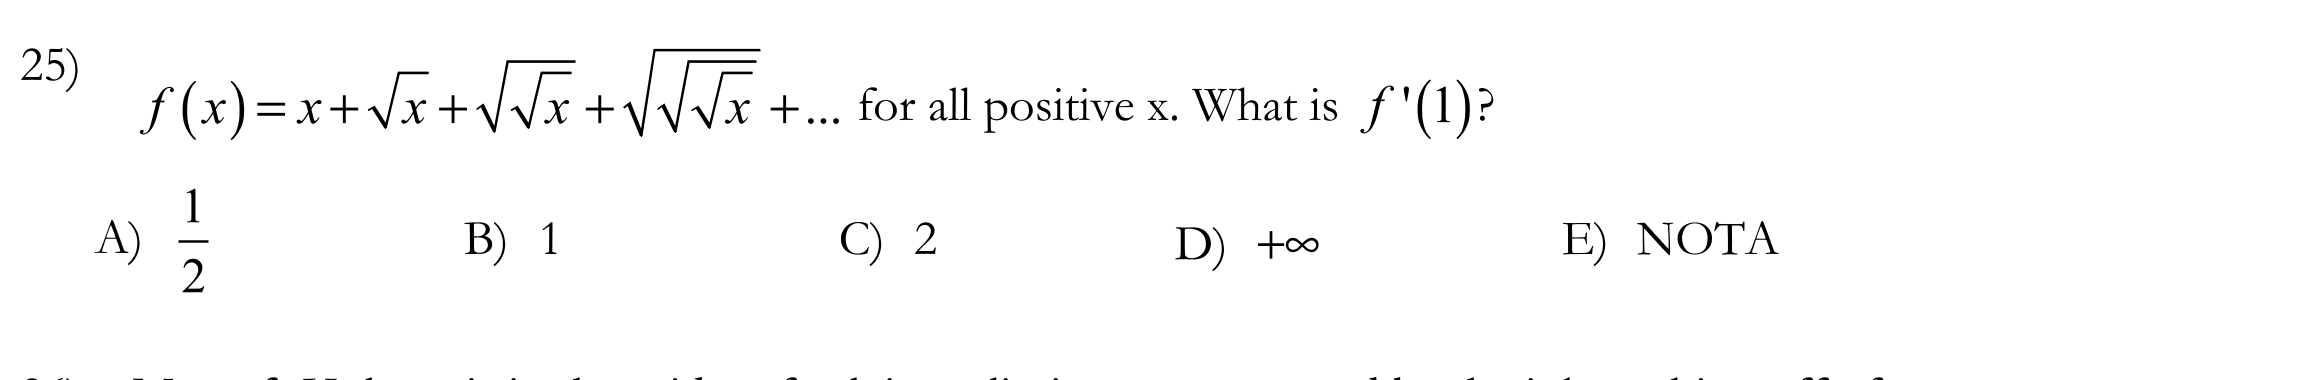 25) f(x)=x+√x+√√x+√√√x+... for all positive x. What is f'(1)?
A) 1/2 B) 1 C) 2 D) +∞ E) NOTA